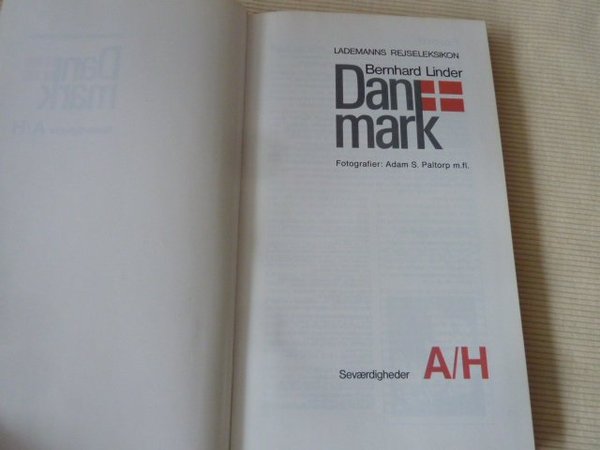 LADEMANNS REJSELEKSIKON
Bernhard Linder
Dan
mark
Fotografier: Adam S. Paltorp m.fl.
Seværdigheder A/H